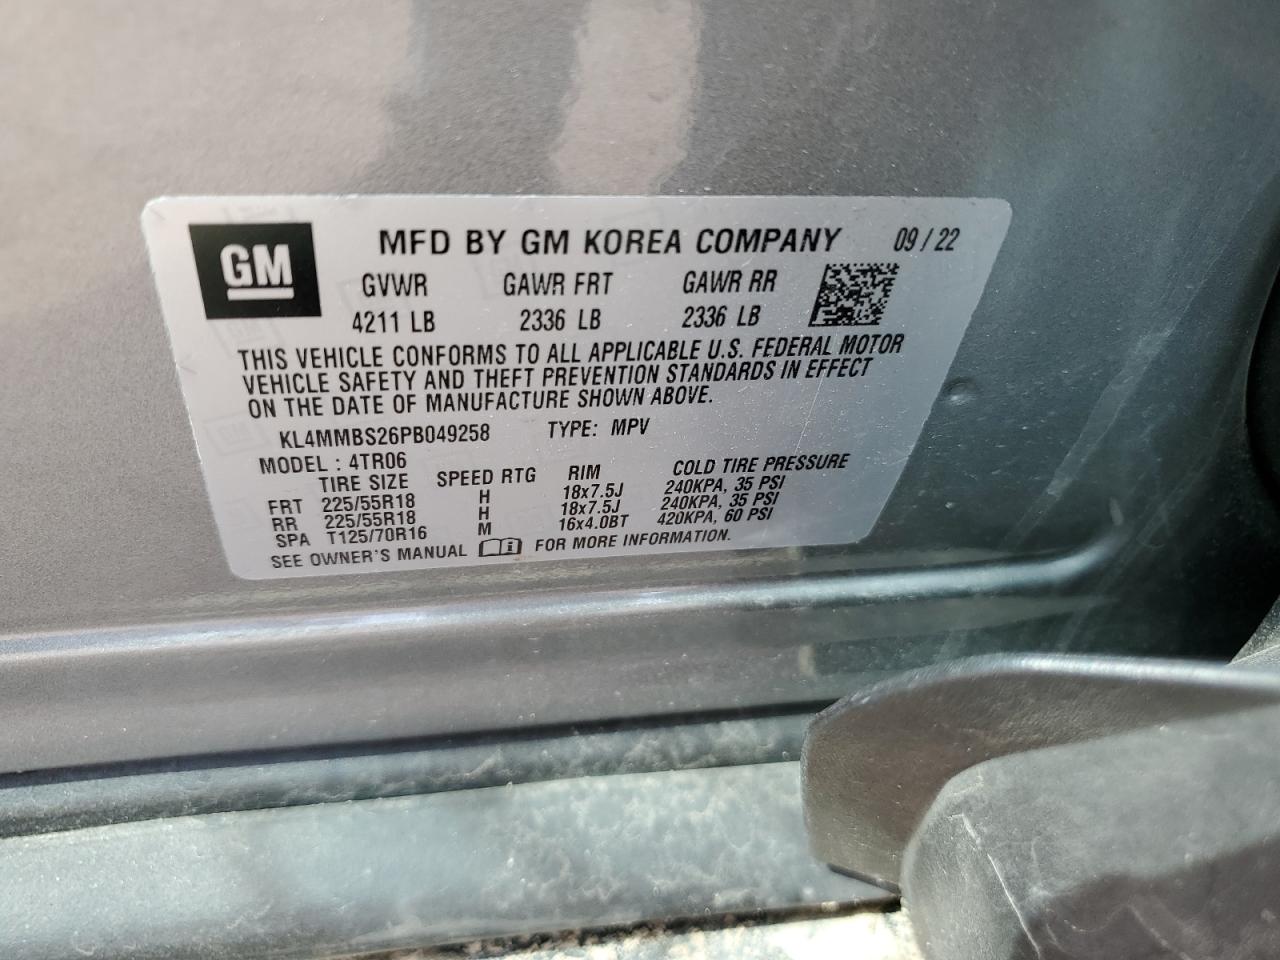 GM MFD BY GM KOREA COMPANY 09 / 22
GVWR GAWR FRT GAWR RR
4211 LB 2336 LB 2336 LB
THIS VEHICLE CONFORMS TO ALL APPLICABLE U.S. FEDERAL MOTOR
VEHICLE SAFETY AND THEFT PREVENTION STANDARDS IN EFFECT
ON THE DATE OF MANUFACTURE SHOWN ABOVE.
KL4MMBS26PB049258 TYPE: MPV
MODEL : 4TR06
TIRE SIZE SPEED RTG RIM COLD TIRE PRESSURE
FRT 225/55R18 H 18x7.5J 240KPA, 35 PSI
RR 225/55R18 H 18x7.5J 240KPA, 35 PSI
SPA T125/70R16 M 16x4.0BT 420KPA, 60 PSI
SEE OWNER'S MANUAL FOR MORE INFORMATION.